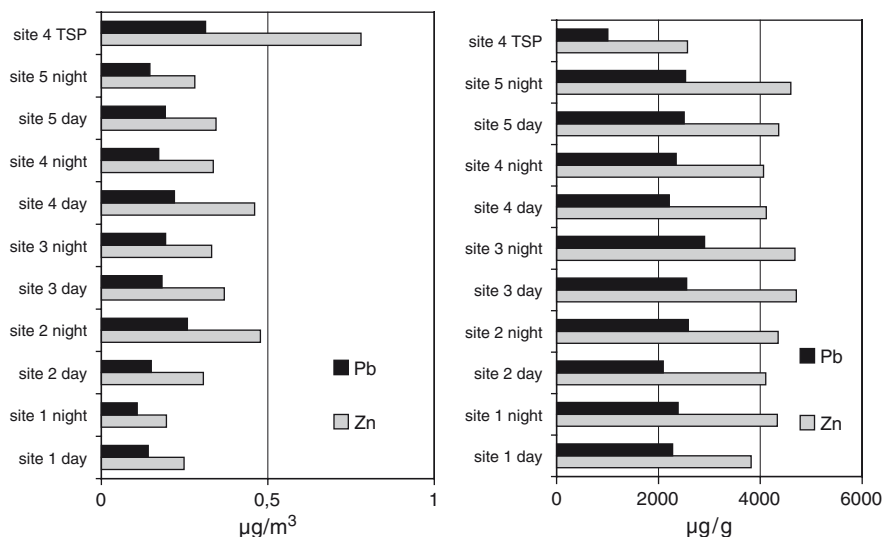 site 4 TSP
site 5 night
site 5 day
site 4 night
site 4 day
site 3 night
site 3 day
site 2 night
site 2 day
site 1 night
site 1 day
Pb
Zn
0 0,5 1
µg/m³
site 4 TSP
site 5 night
site 5 day
site 4 night
site 4 day
site 3 night
site 3 day
site 2 night
site 2 day
site 1 night
site 1 day
Pb
Zn
0 2000 4000 6000
µg/g